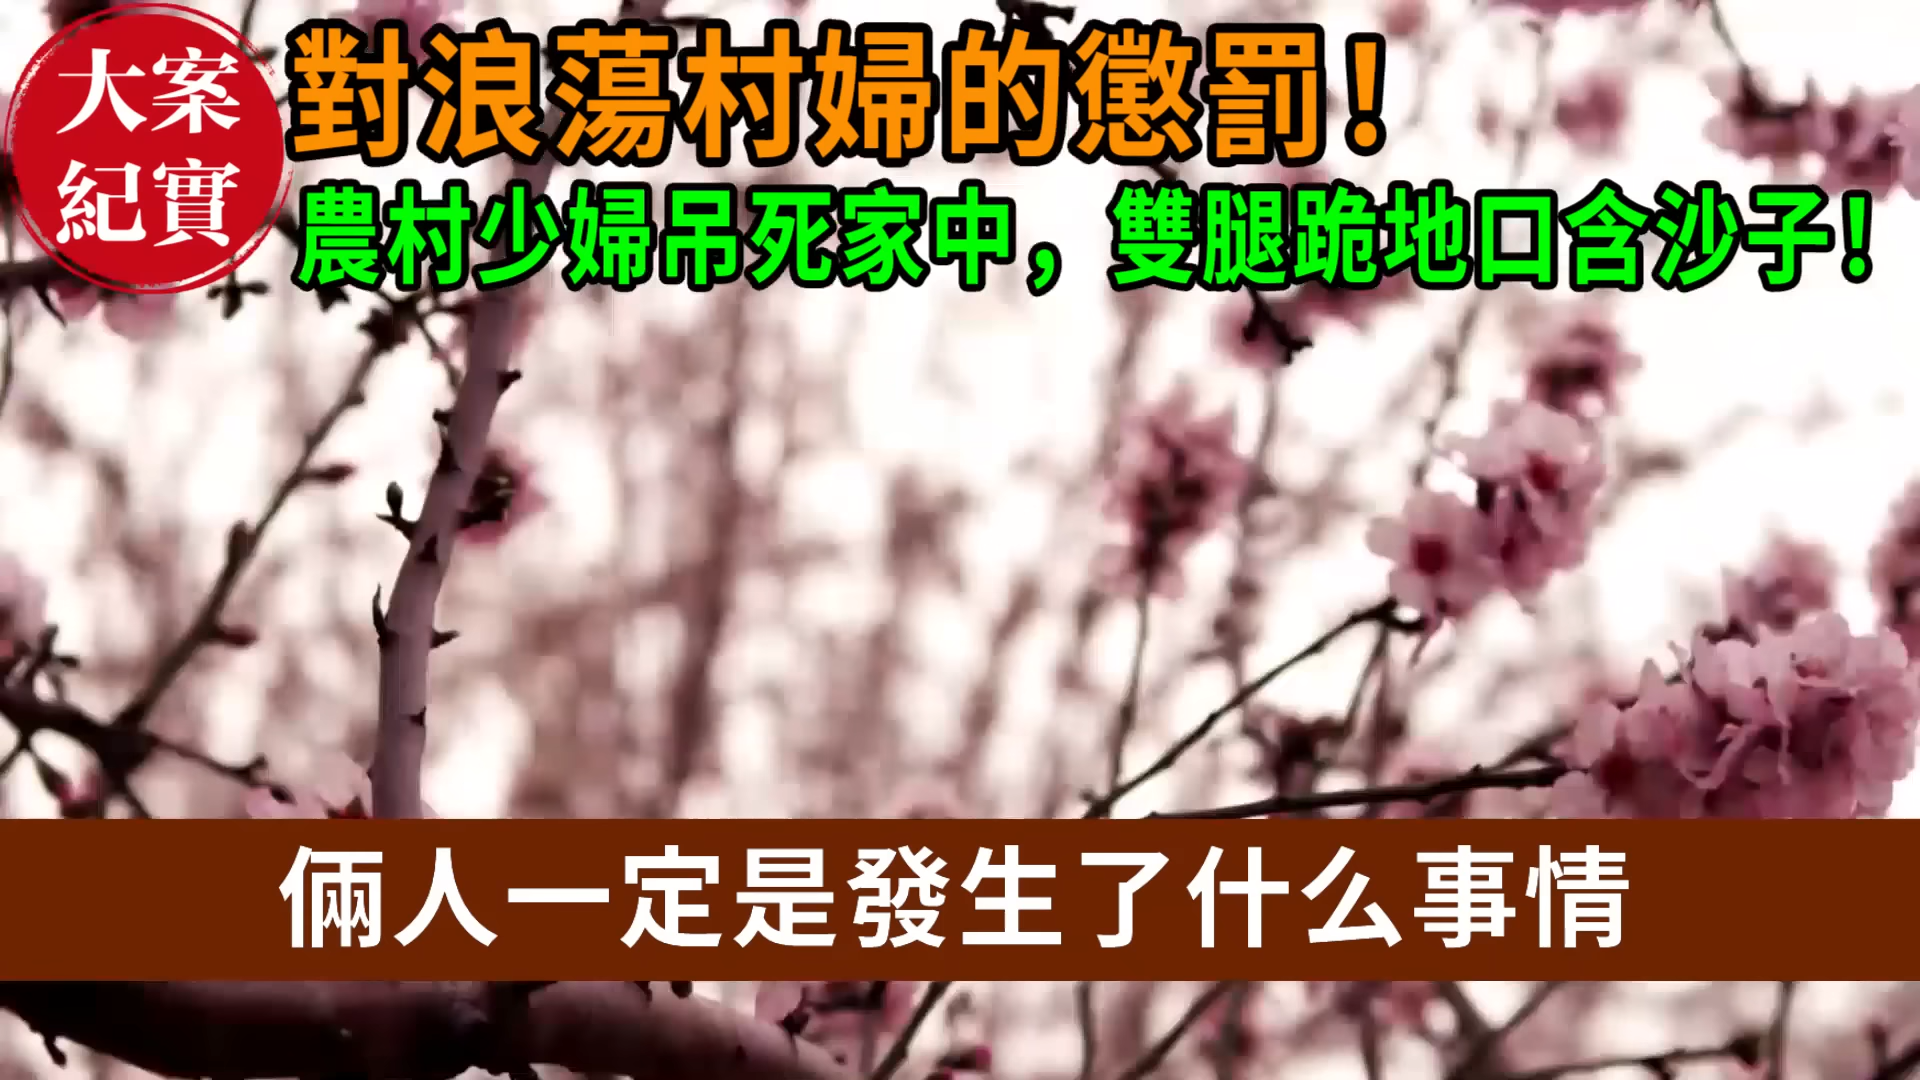 大案
紀實
對浪蕩村婦的懲罰！
農村少婦吊死家中，雙腿跪地口含沙子！
倆人一定是發生了什么事情